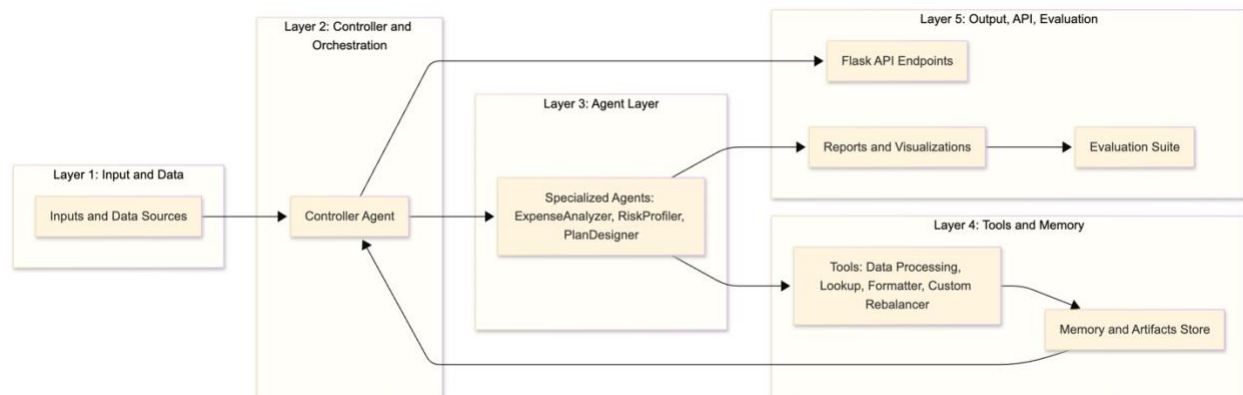 Layer 1: Input and Data
Inputs and Data Sources
Layer 2: Controller and
Orchestration
Controller Agent
Layer 3: Agent Layer
Specialized Agents:
ExpenseAnalyzer, RiskProfiler,
PlanDesigner
Layer 5: Output, API, Evaluation
Flask API Endpoints
Reports and Visualizations
Evaluation Suite
Layer 4: Tools and Memory
Tools: Data Processing,
Lookup, Formatter, Custom
Rebalancer
Memory and Artifacts Store